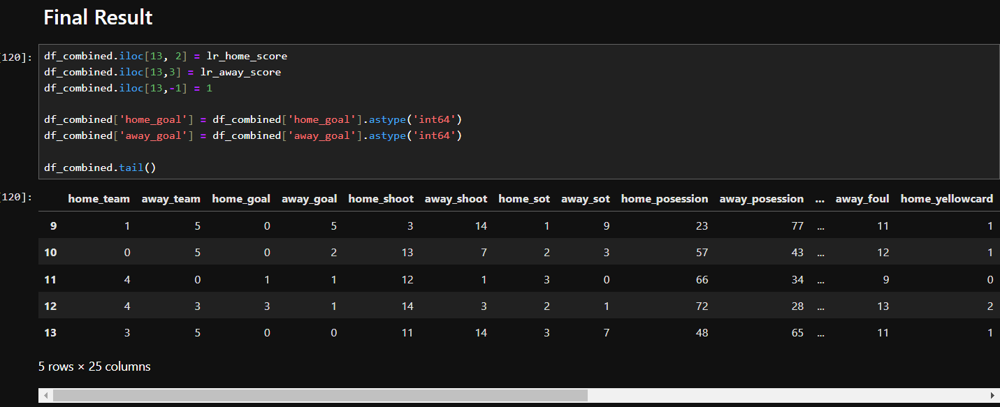 Final Result
[120]:
df_combined.iloc[13, 2] = lr_home_score
df_combined.iloc[13,3] = lr_away_score
df_combined.iloc[13,-1] = 1
df_combined['home_goal'] = df_combined['home_goal'].astype('int64')
df_combined['away_goal'] = df_combined['away_goal'].astype('int64')
df_combined.tail()
[120]:
home_team away_team home_goal away_goal home_shoot away_shoot home_sot away_sot home_posession away_posession ... away_foul home_yellowcard
9 1 5 0 5 3 14 1 9 23 77 ... 11 1
10 0 5 0 2 13 7 2 3 57 43 ... 12 1
11 4 0 1 1 12 1 3 0 66 34 ... 9 0
12 4 3 3 1 14 3 2 1 72 28 ... 13 2
13 3 5 0 0 11 14 3 7 48 65 ... 11 1
5 rows × 25 columns